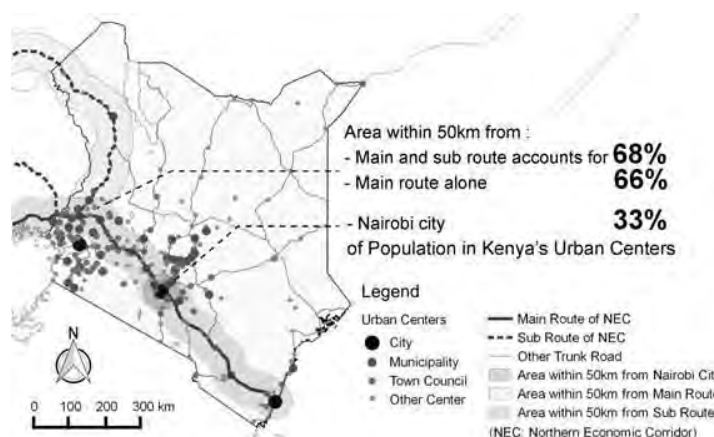 Area within 50km from :
- Main and sub route accounts for 68%
- Main route alone 66%
- Nairobi city 33%
of Population in Kenya's Urban Centers
Legend
Urban Centers
City
Municipality
Town Council
Other Center
Main Route of NEC
Sub Route of NEC
Other Trunk Road
Area within 50km from Nairobi Cit
Area within 50km from Main Route
Area within 50km from Sub Route
(NEC: Northern Economic Corridor)
N
0 100 200 300 km